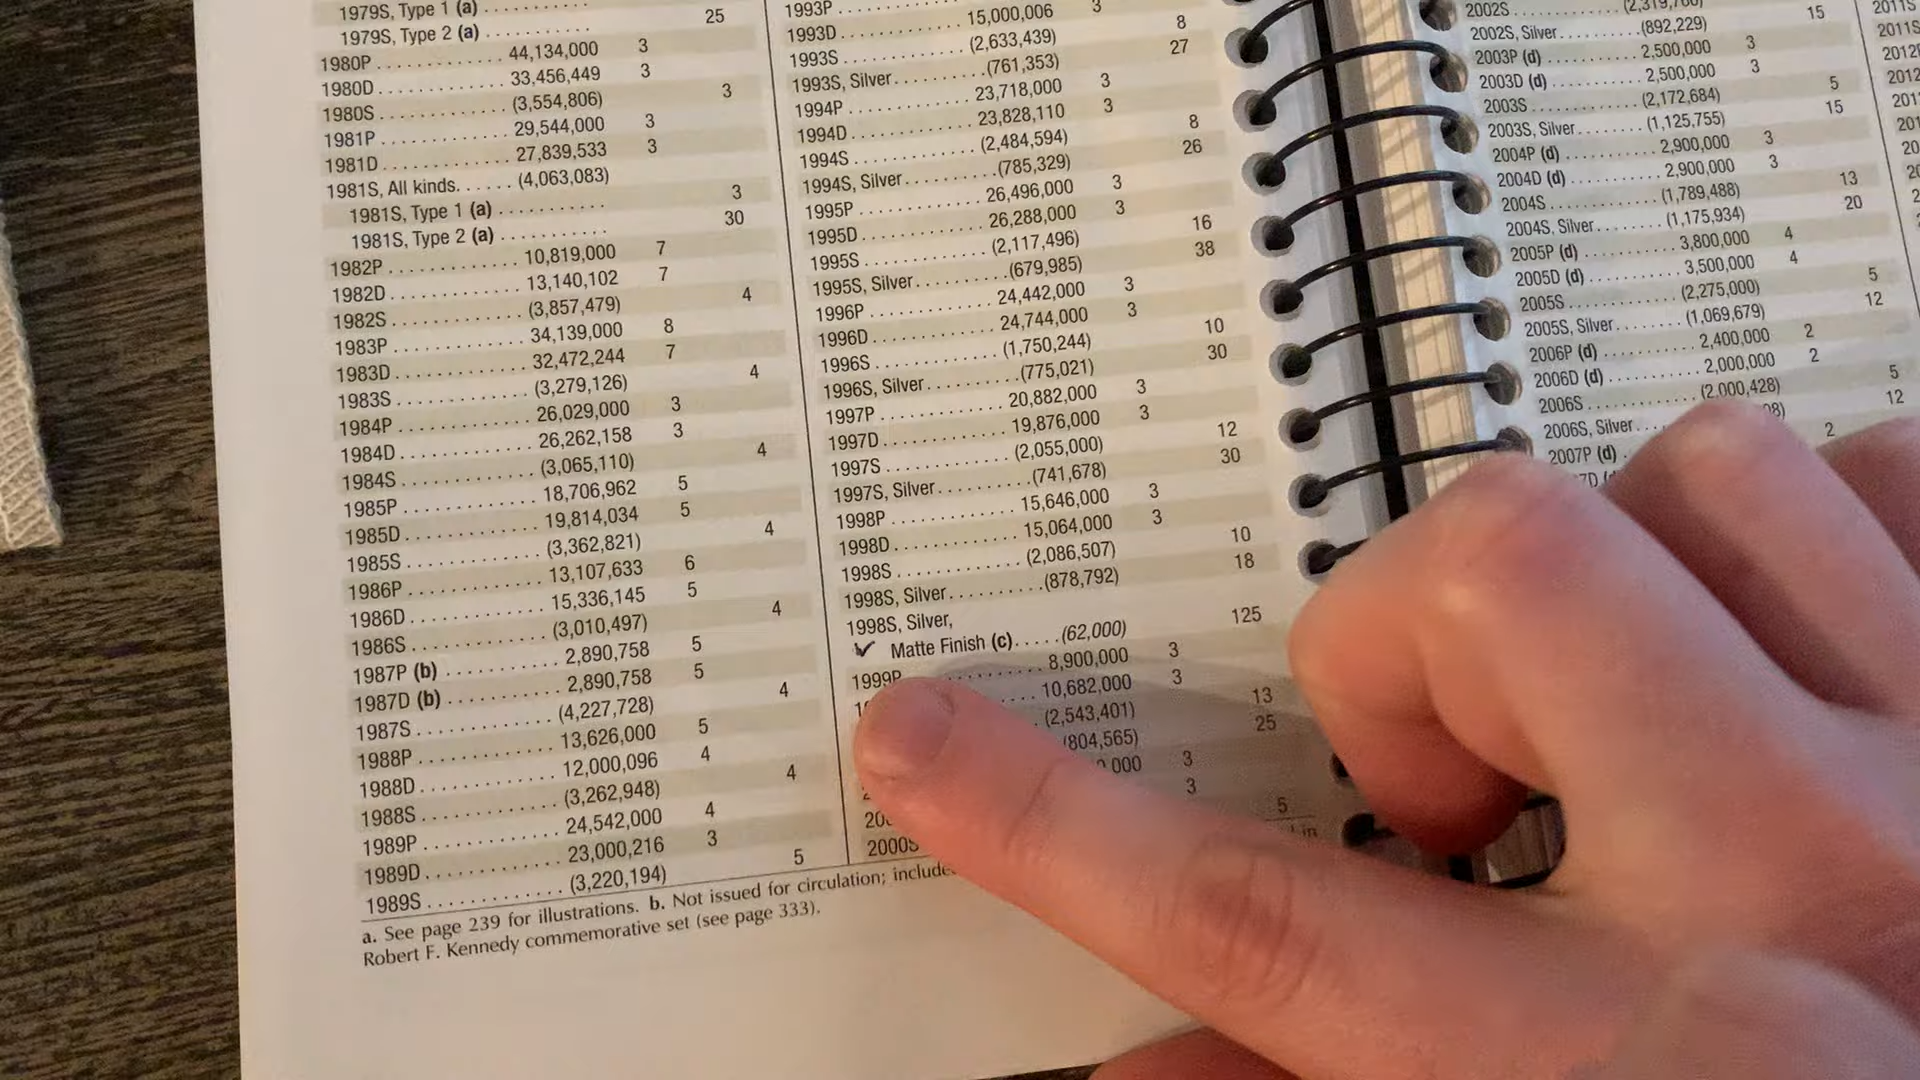 1979S, Type 1 (a) ...........
1979S, Type 2 (a) ........... 25
1980P ............. 44,134,000 3
1980D ............. 33,456,449 3
1980S ............. (3,554,806) 3
1981P ............. 29,544,000 3
1981D ............. 27,839,533 3
1981S, All kinds. ...... (4,063,083)
1981S, Type 1 (a) ........... 3
1981S, Type 2 (a) ........... 30
1982P ............. 10,819,000 7
1982D ............. 13,140,102 7
1982S ............. (3,857,479) 4
1983P ............. 34,139,000 8
1983D ............. 32,472,244 7
1983S ............. (3,279,126) 4
1984P ............. 26,029,000 3
1984D ............. 26,262,158 3
1984S ............. (3,065,110) 4
1985P ............. 18,706,962 5
1985D ............. 19,814,034 5
1985S ............. (3,362,821) 4
1986P ............. 13,107,633 6
1986D ............. 15,336,145 5
1986S ............. (3,010,497) 4
1987P (b) ........... 2,890,758 5
1987D (b) ........... 2,890,758 5
1987S ............. (4,227,728) 4
1988P ............. 13,626,000 5
1988D ............. 12,000,096 4
1988S ............. (3,262,948) 4
1989P ............. 24,542,000 4
1989D ............. 23,000,216 3
1989S ............. (3,220,194) 5
1993P
1993D ............. 15,000,006 3
1993S ............. (2,633,439) 8
1993S, Silver .......... (761,353) 27
1994P ............. 23,718,000 3
1994D ............. 23,828,110 3
1994S ............. (2,484,594) 8
1994S, Silver .......... (785,329) 26
1995P ............. 26,496,000 3
1995D ............. 26,288,000 3
1995S ............. (2,117,496) 16
1995S, Silver .......... (679,985) 38
1996P ............. 24,442,000 3
1996D ............. 24,744,000 3
1996S ............. (1,750,244) 10
1996S, Silver .......... (775,021) 30
1997P ............. 20,882,000 3
1997D ............. 19,876,000 3
1997S ............. (2,055,000) 12
1997S, Silver .......... (741,678) 30
1998P ............. 15,646,000 3
1998D ............. 15,064,000 3
1998S ............. (2,086,507) 10
1998S, Silver .......... (878,792) 18
1998S, Silver,
✓ Matte Finish (c) ..... (62,000) 125
1999P .......... 8,900,000 3
10,682,000 3
(2,543,401) 13
(804,565) 25
3
3
2000S 5
2002S
2002S, Silver .......... (892,229) 15
2003P (d) ........... 2,500,000 3
2003D (d) ........... 2,500,000 3
2003S ............. (2,172,684) 5
2003S, Silver ........ (1,125,755) 15
2004P (d) ........... 2,900,000 3
2004D (d) ........... 2,900,000 3
2004S ............. (1,789,488) 13
2004S, Silver ........ (1,175,934) 20
2005P (d) ........... 3,800,000 4
2005D (d) ........... 3,500,000 4
2005S ............. (2,275,000) 5
2005S, Silver ........ (1,069,679) 12
2006P (d) ........... 2,400,000 2
2006D (d) ........... 2,000,000 2
2006S ............. (2,000,428) 5
2006S, Silver 12
2007P (d) 2
2011S
a. See page 239 for illustrations. b. Not issued for circulation;
Robert F. Kennedy commemorative set (see page 333).